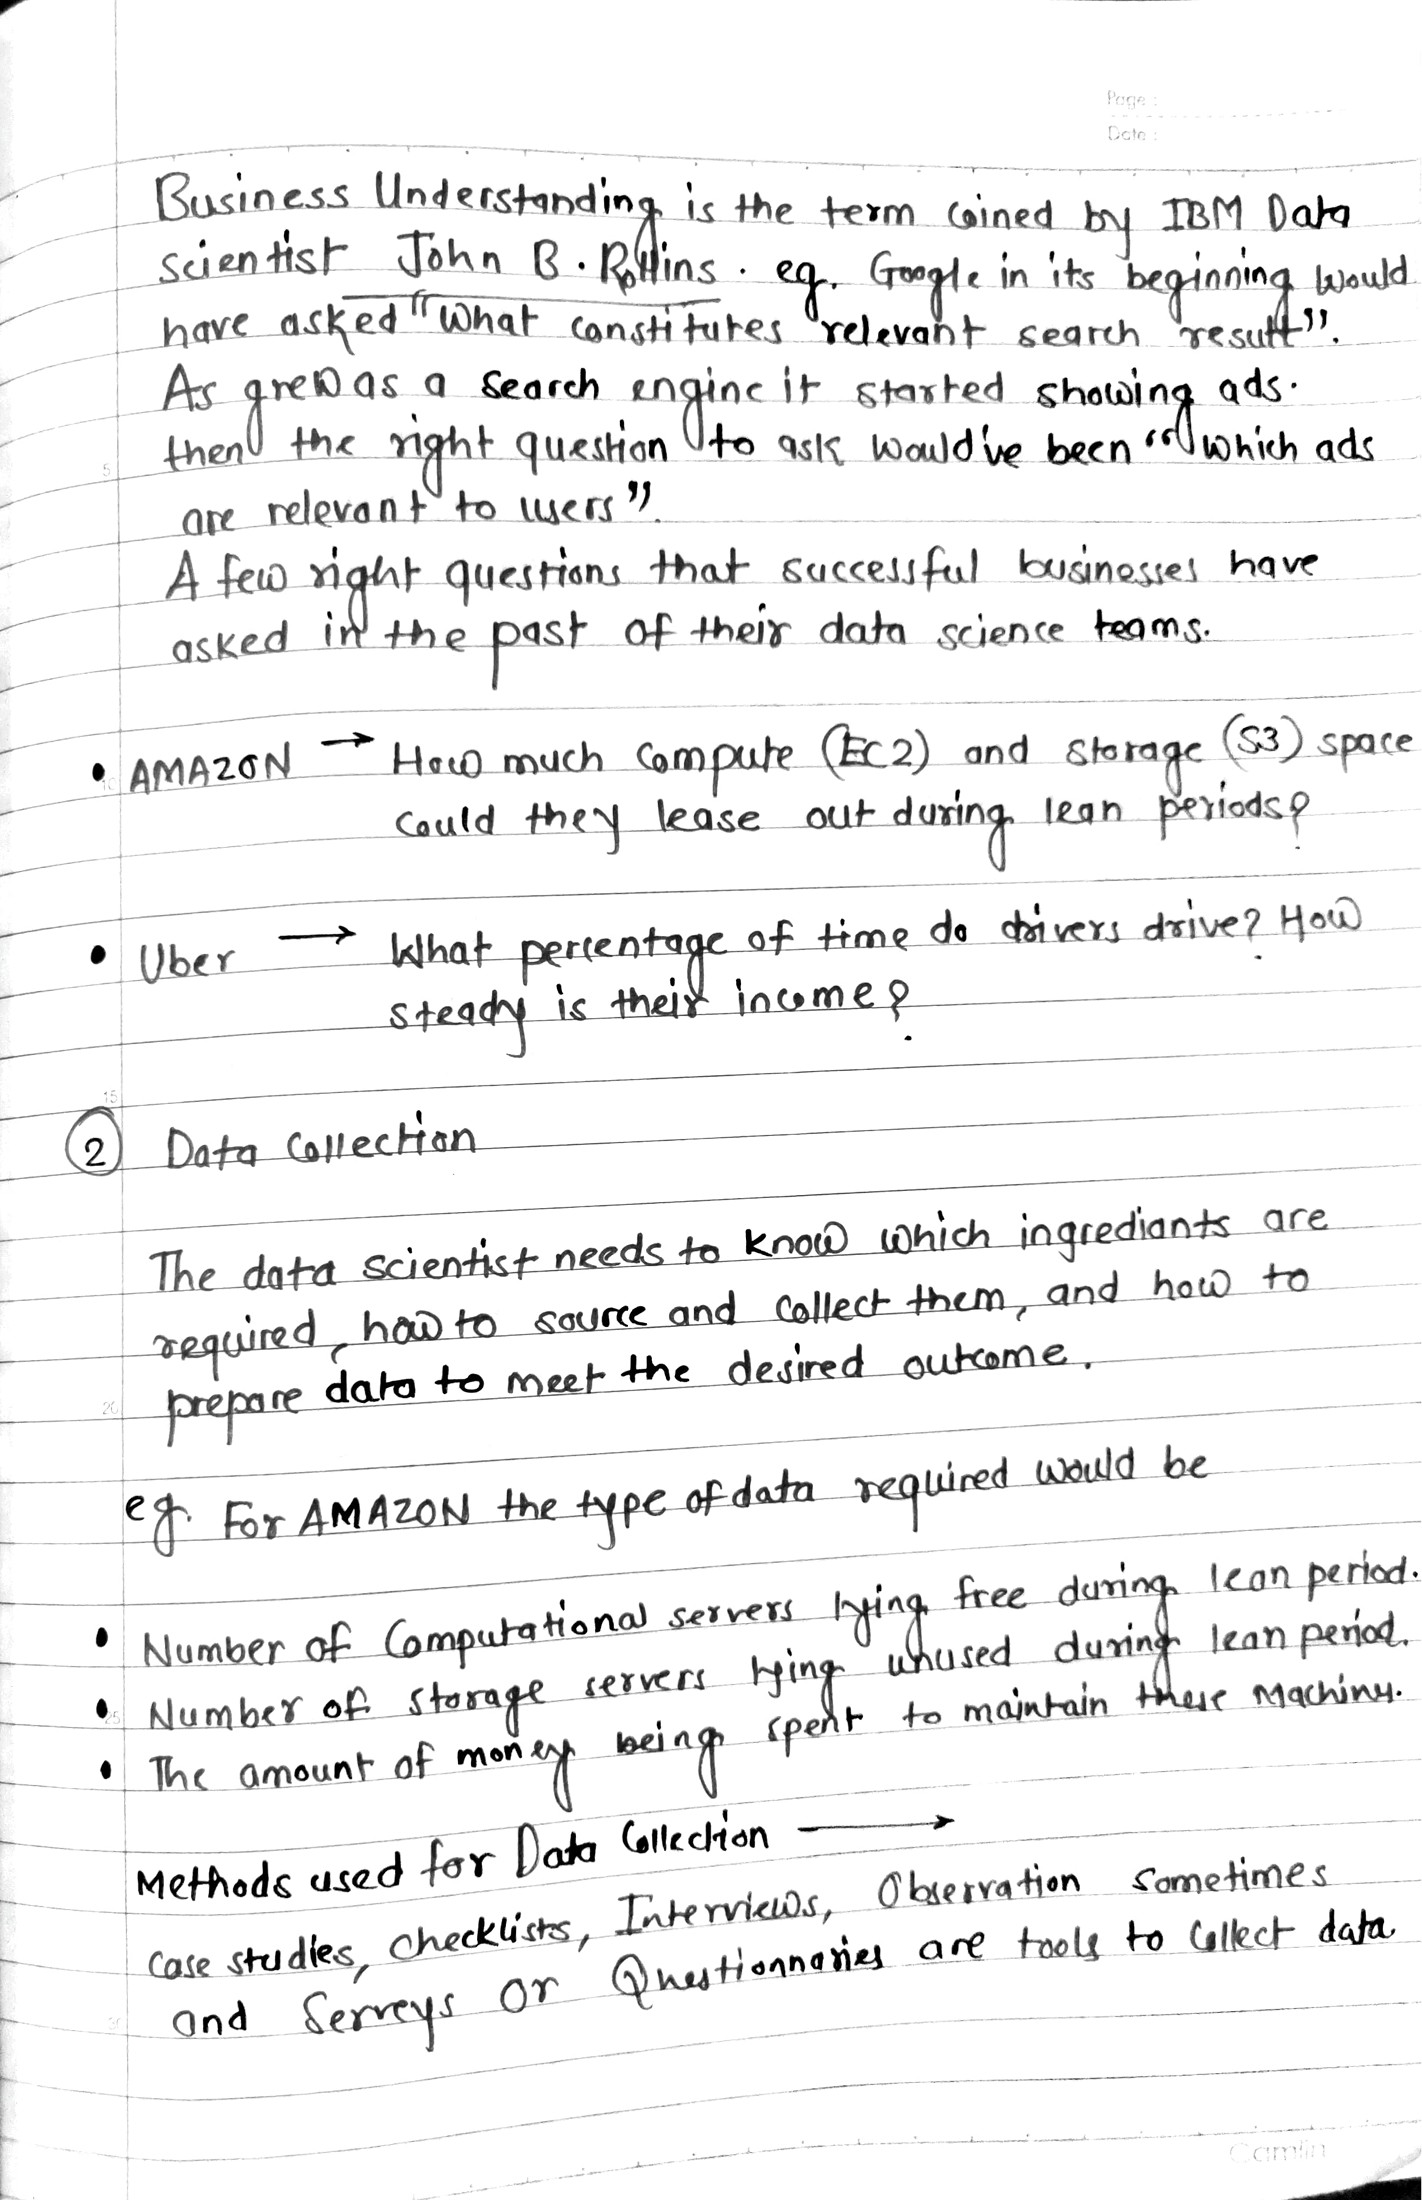 Page :
Date :
Business Understanding is the term coined by IBM Data
scientist John B. Rollins. eg. Google in its beginning would
have asked "What constitutes relevant search result".
As grew as a search engine it started showing ads.
then the right question to ask would've been "which ads
are relevant to users".
A few right questions that successful businesses have
asked in the past of their data science teams.
• AMAZON → How much compute (EC2) and storage (S3) space
could they lease out during lean periods?
• Uber → What percentage of time do drivers drive? How
steady is their income?
2 Data Collection
The data scientist needs to know which ingrediants are
required, how to source and collect them, and how to
prepare data to meet the desired outcome.
eg. For AMAZON the type of data required would be
• Number of Computational servers lying free during lean period.
• Number of storage servers lying unused during lean period.
• The amount of money being spent to maintain these machines.
Methods used for Data Collection →
case studies, checklists, Interviews, Observation sometimes
and Serveys or Questionnaries are tools to collect data
Camlin